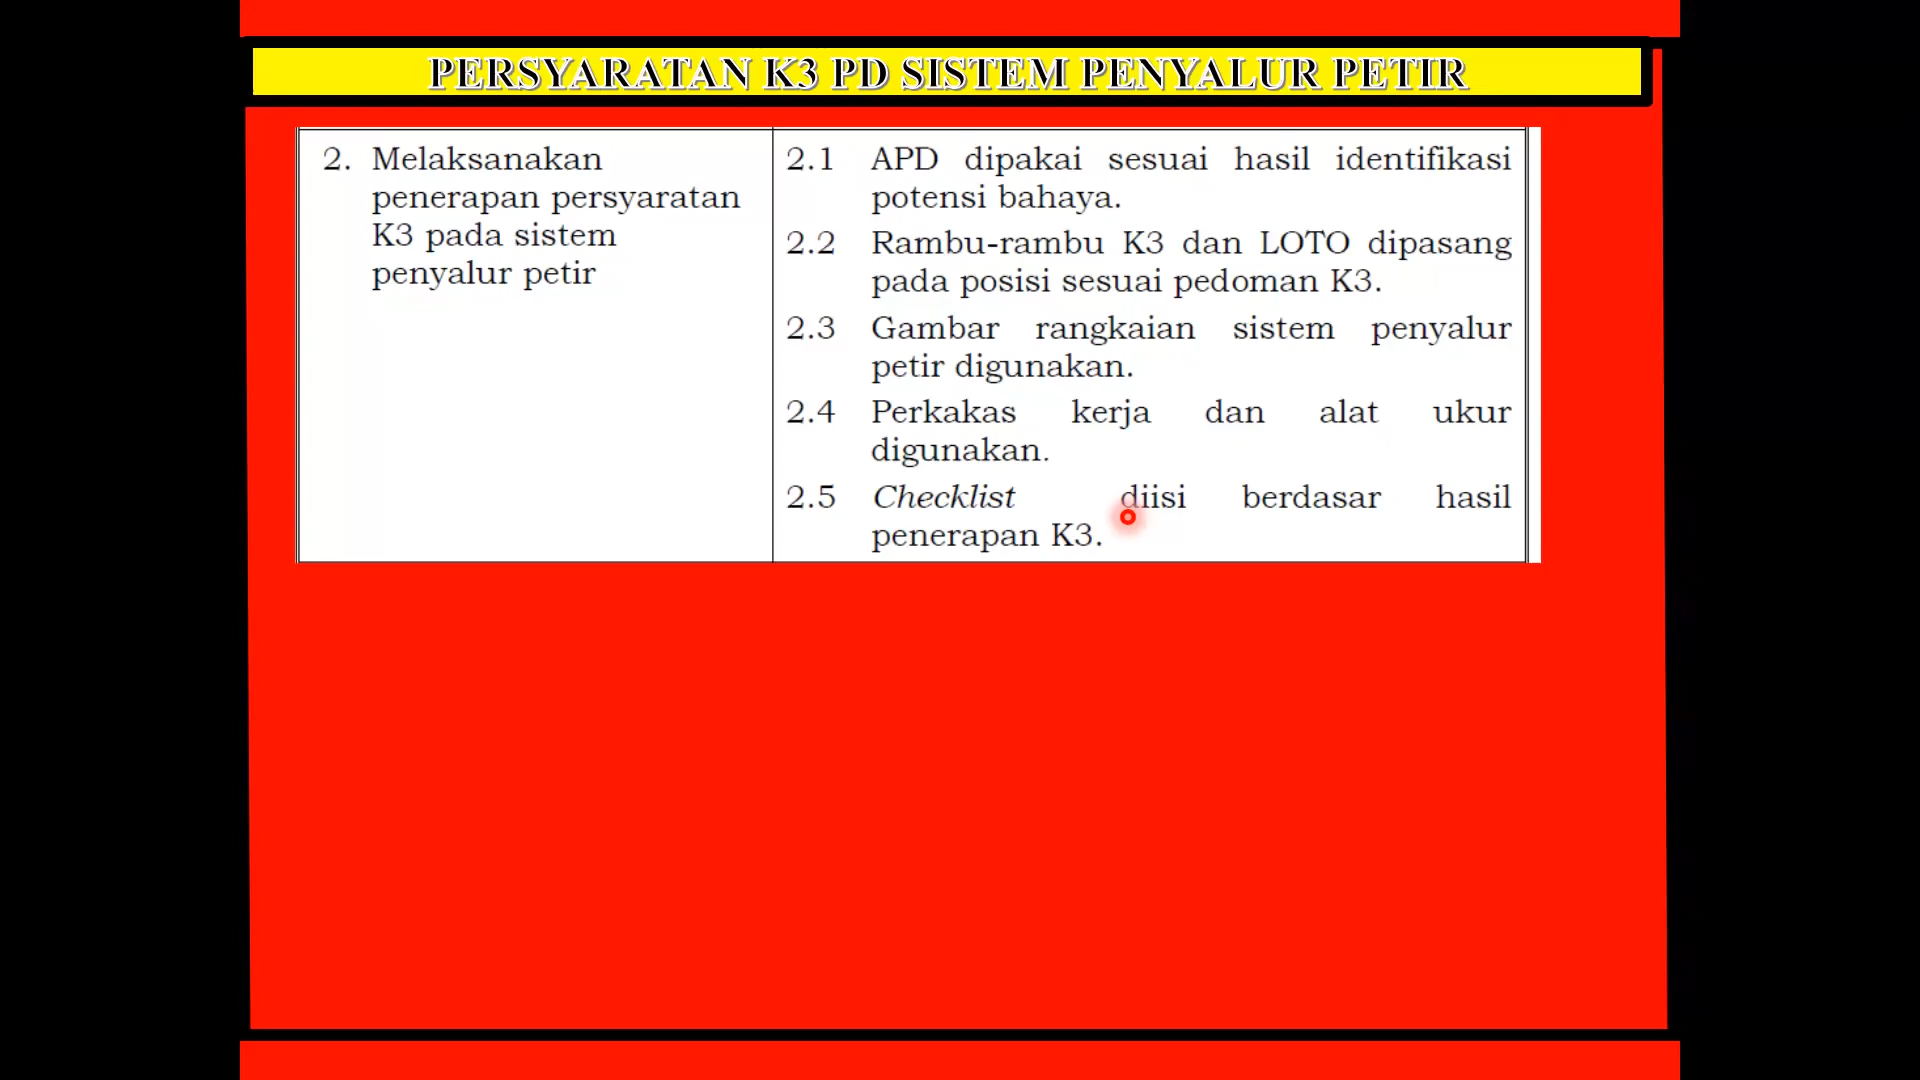 PERSYARATAN K3 PD SISTEM PENYALUR PETIR
2. Melaksanakan
penerapan persyaratan
K3 pada sistem
penyalur petir
2.1 APD dipakai sesuai hasil identifikasi
potensi bahaya.
2.2 Rambu-rambu K3 dan LOTO dipasang
pada posisi sesuai pedoman K3.
2.3 Gambar rangkaian sistem penyalur
petir digunakan.
2.4 Perkakas kerja dan alat ukur
digunakan.
2.5 Checklist diisi berdasar hasil
penerapan K3.